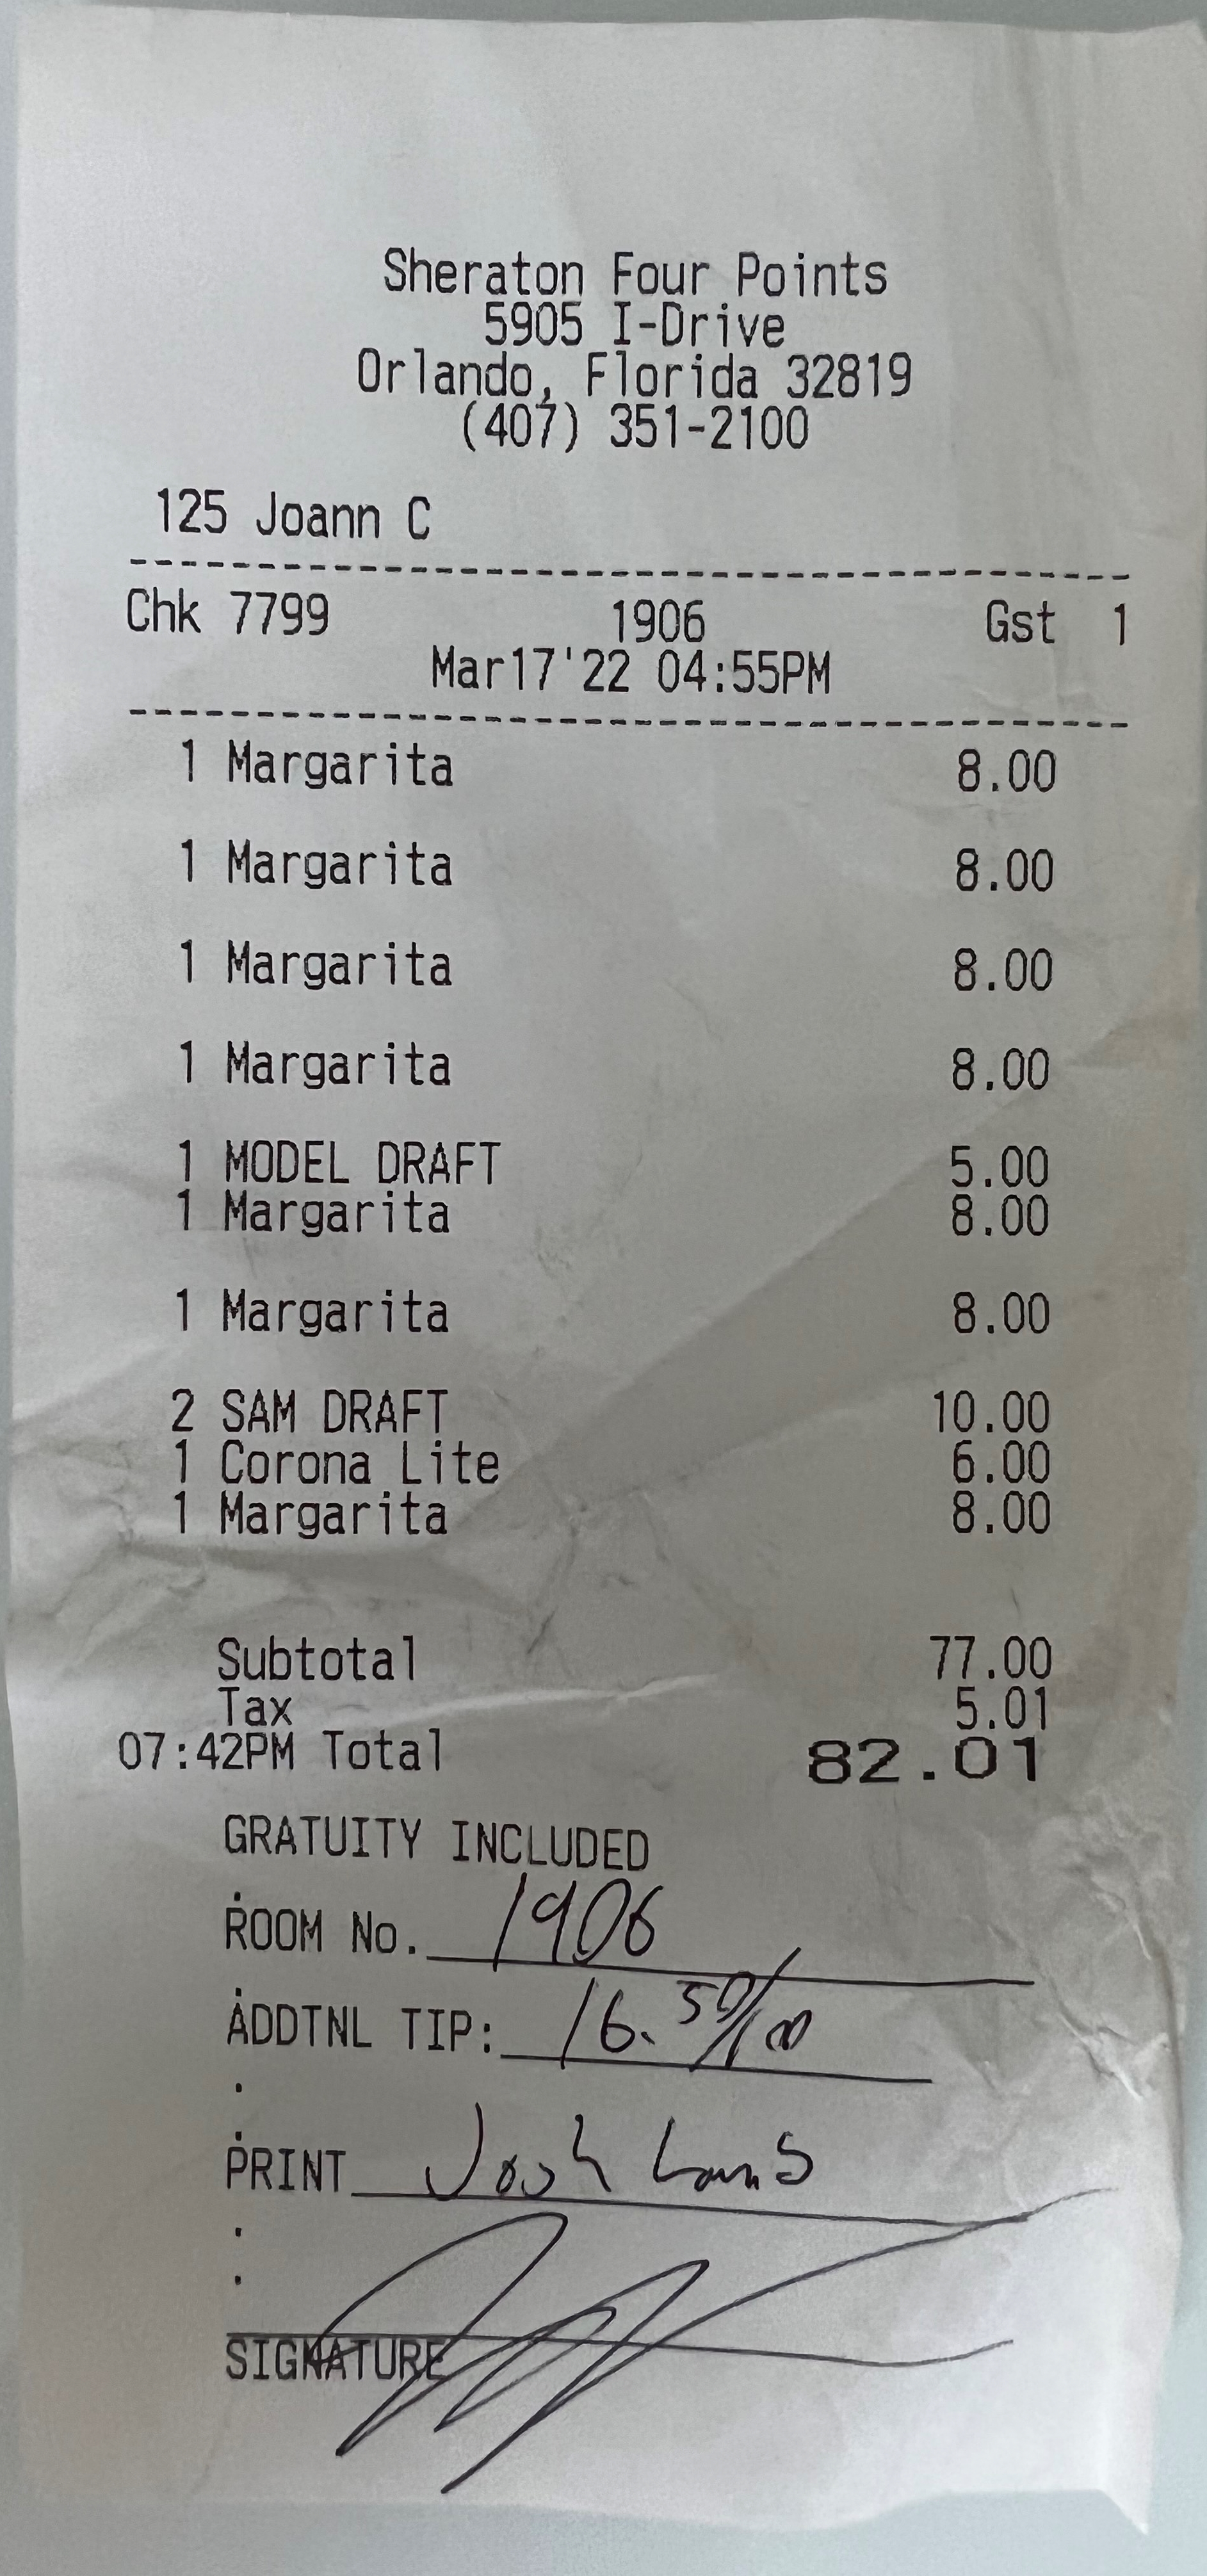 Sheraton Four Points
5905 I-Drive
Orlando, Florida 32819
(407) 351-2100
125 Joann C
Chk 7799 1906 Gst 1
Mar17'22 04:55PM
1 Margarita 8.00
1 Margarita 8.00
1 Margarita 8.00
1 Margarita 8.00
1 MODEL DRAFT 5.00
1 Margarita 8.00
1 Margarita 8.00
2 SAM DRAFT 10.00
1 Corona Lite 6.00
1 Margarita 8.00
Subtotal 77.00
Tax 5.01
07:42PM Total 82.01
GRATUITY INCLUDED
ROOM No. 1906
ADDTNL TIP: 16.50/00
PRINT Josh
SIGNATURE